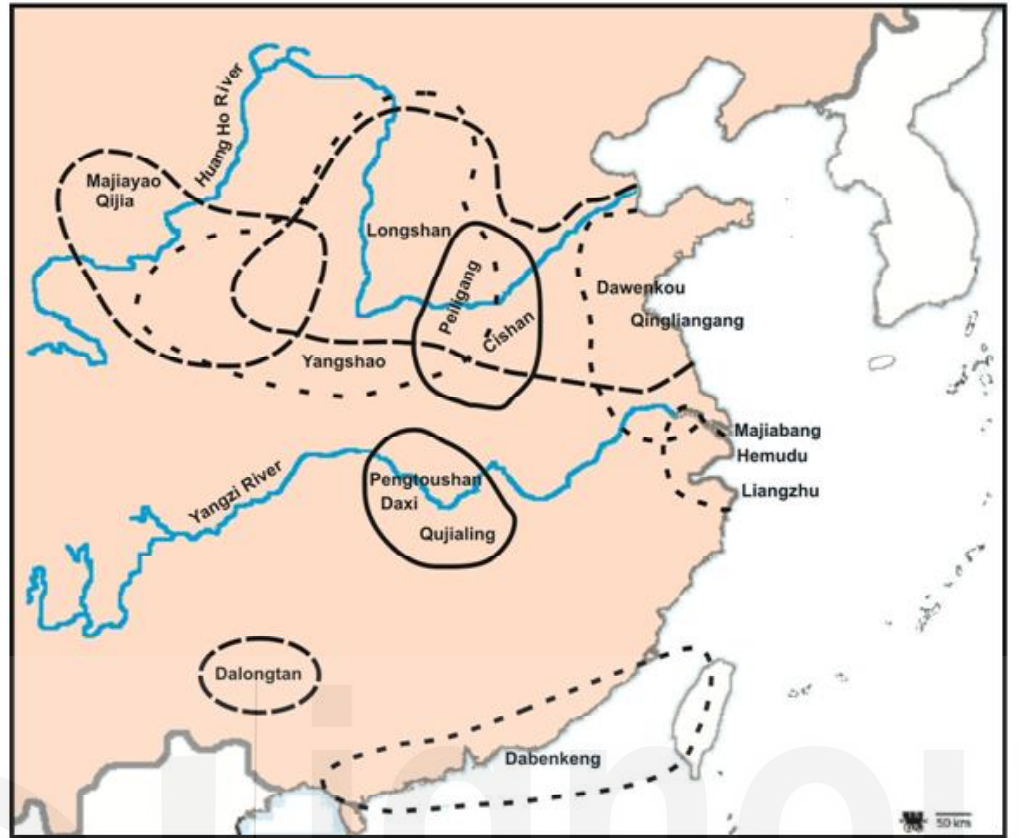 Huang Ho River
Majiayao
Qijia
Longshan
Peiligang
Cishan
Dawenkou
Qingliangang
Yangshao
Majiabang
Hemudu
Liangzhu
Yangzi River
Pengtoushan
Daxi
Qujialing
Dalongtan
Dabenkeng
50 km